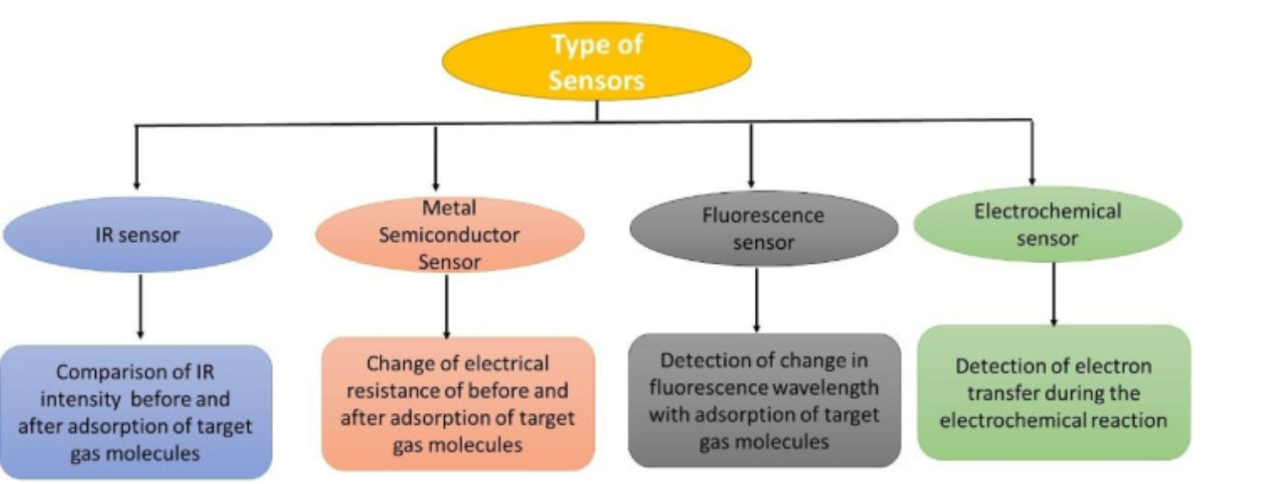 Type of
Sensors
IR sensor
Metal
Semiconductor
Sensor
Fluorescence
sensor
Electrochemical
sensor
Comparison of IR
intensity before and
after adsorption of target
gas molecules
Change of electrical
resistance of before and
after adsorption of target
gas molecules
Detection of change in
fluorescence wavelength
with adsorption of target
gas molecules
Detection of electron
transfer during the
electrochemical reaction